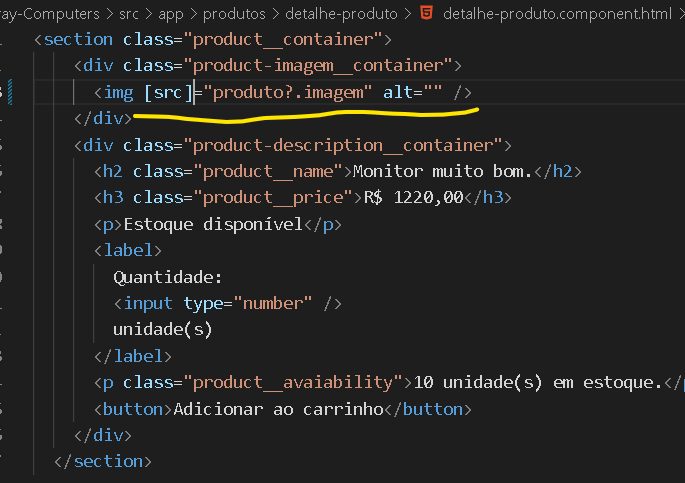 ray-Computers > src > app > produtos > detalhe-produto > detalhe-produto.component.html >
<section class="product__container">
<div class="product-imagem__container">
<img [src]="produto?.imagem" alt="" />
</div>
<div class="product-description__container">
<h2 class="product__name">Monitor muito bom.</h2>
<h3 class="product__price">R$ 1220,00</h3>
<p>Estoque disponível</p>
<label>
Quantidade:
<input type="number" />
unidade(s)
</label>
<p class="product__avaiability">10 unidade(s) em estoque.</p
<button>Adicionar ao carrinho</button>
</div>
</section>